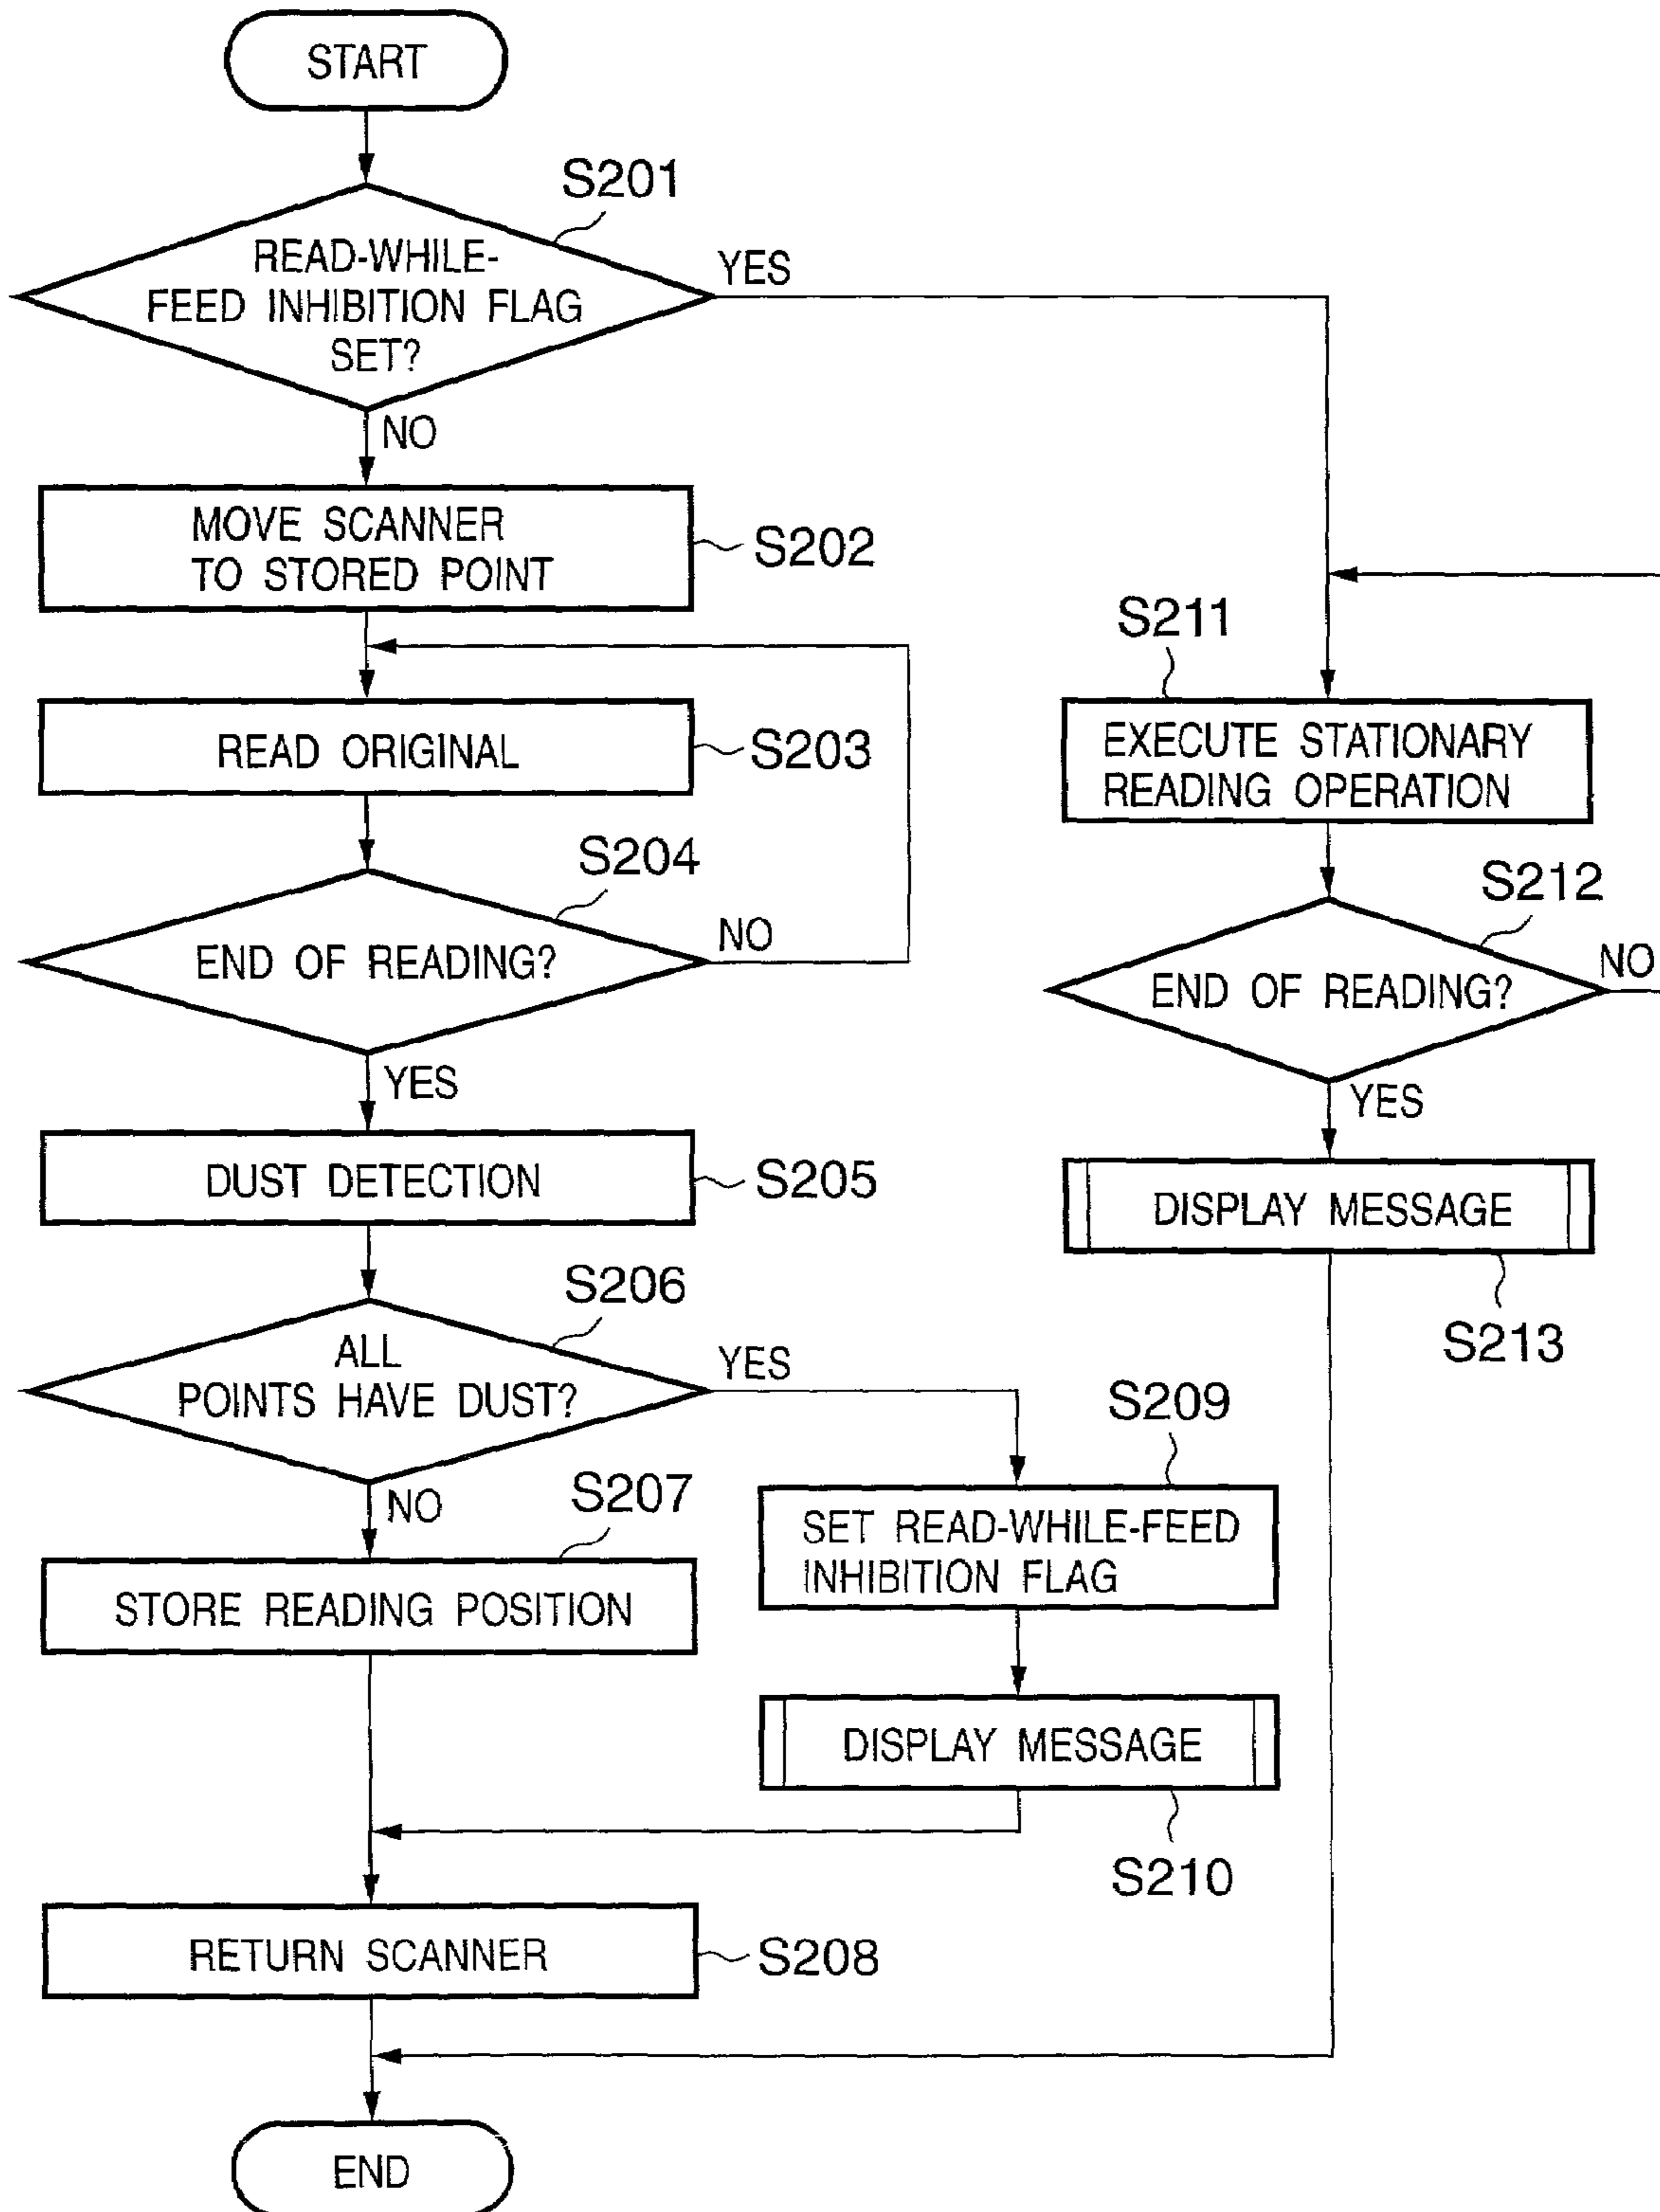 START
S201
READ-WHILE-
FEED INHIBITION FLAG
SET?
YES
NO
MOVE SCANNER
TO STORED POINT
S202
READ ORIGINAL
S203
S204
END OF READING?
NO
YES
DUST DETECTION
S205
S206
ALL
POINTS HAVE DUST?
YES
NO
S207
STORE READING POSITION
S209
SET READ-WHILE-FEED
INHIBITION FLAG
DISPLAY MESSAGE
S210
RETURN SCANNER
S208
S211
EXECUTE STATIONARY
READING OPERATION
S212
END OF READING?
NO
YES
DISPLAY MESSAGE
S213
END